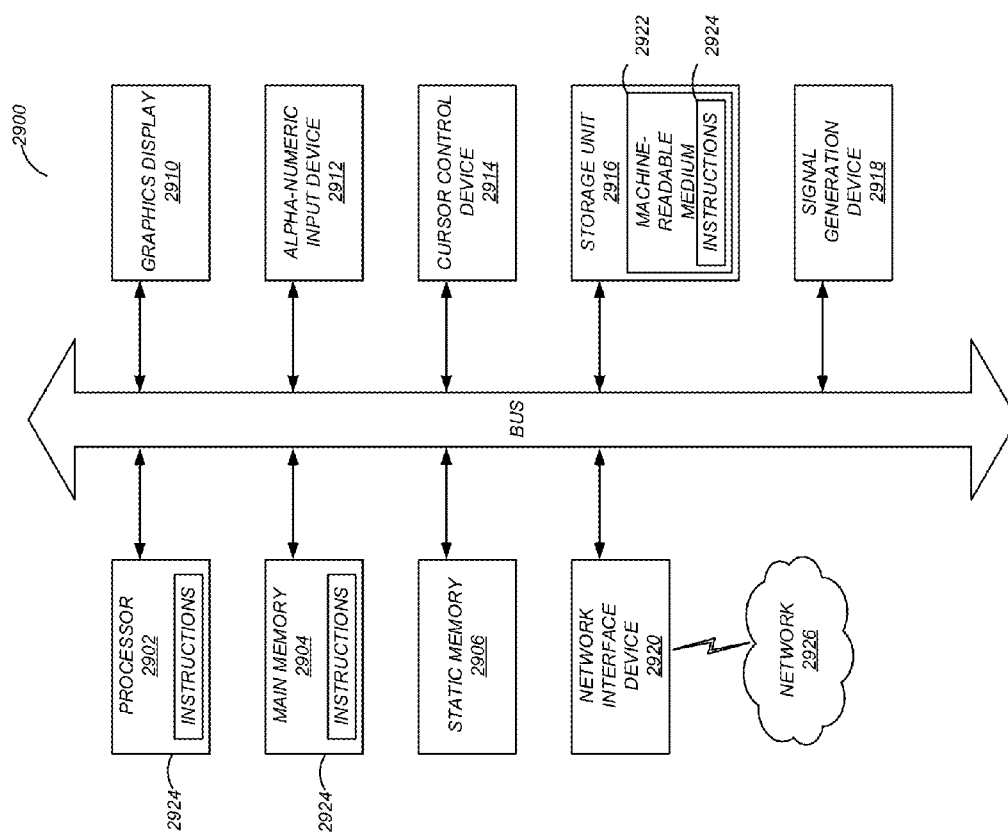 2900
PROCESSOR
2902
INSTRUCTIONS
2924
MAIN MEMORY
2904
INSTRUCTIONS
2924
STATIC MEMORY
2906
NETWORK
INTERFACE
DEVICE
2920
NETWORK
2926
BUS
GRAPHICS DISPLAY
2910
ALPHA-NUMERIC
INPUT DEVICE
2912
CURSOR CONTROL
DEVICE
2914
STORAGE UNIT
2916
MACHINE-
READABLE
MEDIUM
INSTRUCTIONS
2922
2924
SIGNAL
GENERATION
DEVICE
2918